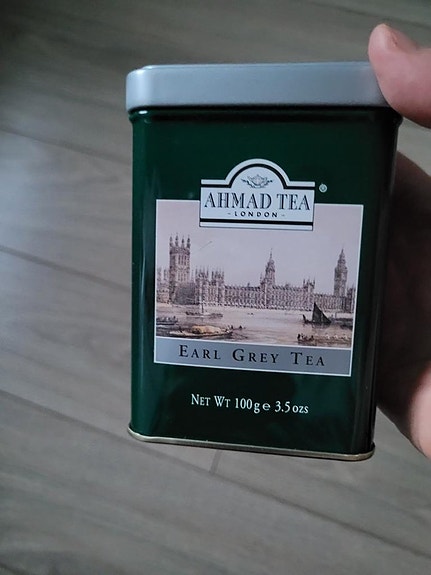 AHMAD TEA ®
- LONDON -
EARL GREY TEA
NET WT 100g ℮ 3.5 ozs